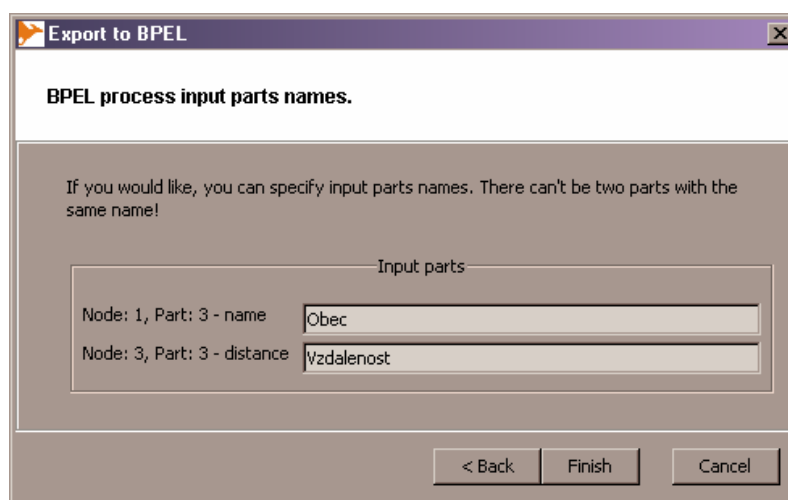 Export to BPEL
BPEL process input parts names.
If you would like, you can specify input parts names. There can't be two parts with the
same name!
Input parts
Node: 1, Part: 3 - name Obec
Node: 3, Part: 3 - distance Vzdalenost
< Back Finish Cancel